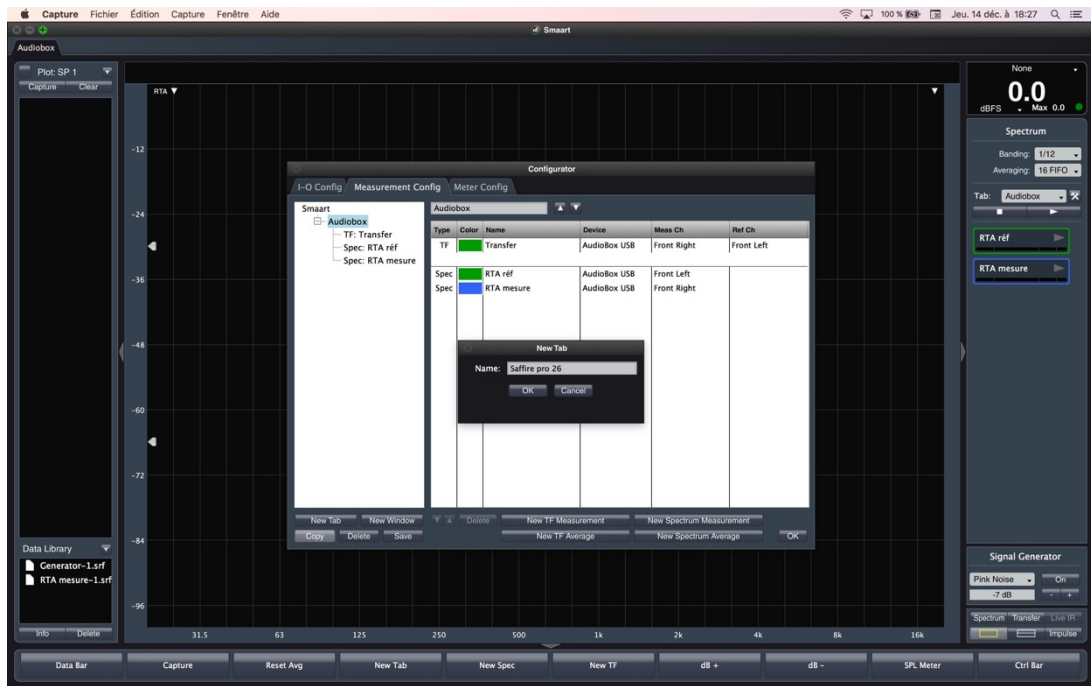 Capture Fichier Édition Capture Fenêtre Aide 100 % Jeu. 14 déc. à 18:27
Smaart
Audiobox
Plot: SP 1
Capture Clear
RTA
-12
-24
-36
-48
-60
-72
-84
-96
31.5 63 125 250 500 1k 2k 4k 8k 16k
Configurator
I-O Config Measurement Config Meter Config
Smaart
Audiobox
TF: Transfer
Spec: RTA réf
Spec: RTA mesure
Audiobox
Type Color Name Device Meas Ch Ref Ch
TF Transfer AudioBox USB Front Right Front Left
Spec RTA réf AudioBox USB Front Left
Spec RTA mesure AudioBox USB Front Right
New Tab
Name: Saffire pro 26
OK Cancel
New Tab New Window Delete New TF Measurement New Spectrum Measurement
Copy Delete Save New TF Average New Spectrum Average OK
Data Library
Generator-1.srf
RTA mesure-1.srf
Info Delete
None
0.0
dBFS Max 0.0
Spectrum
Banding: 1/12
Averaging: 16 FIFO
Tab: Audiobox
RTA réf
RTA mesure
Signal Generator
Pink Noise On
-7 dB - +
Spectrum Transfer Live IR
Impulse
Data Bar Capture Reset Avg New Tab New Spec New TF dB + dB - SPL Meter Ctrl Bar